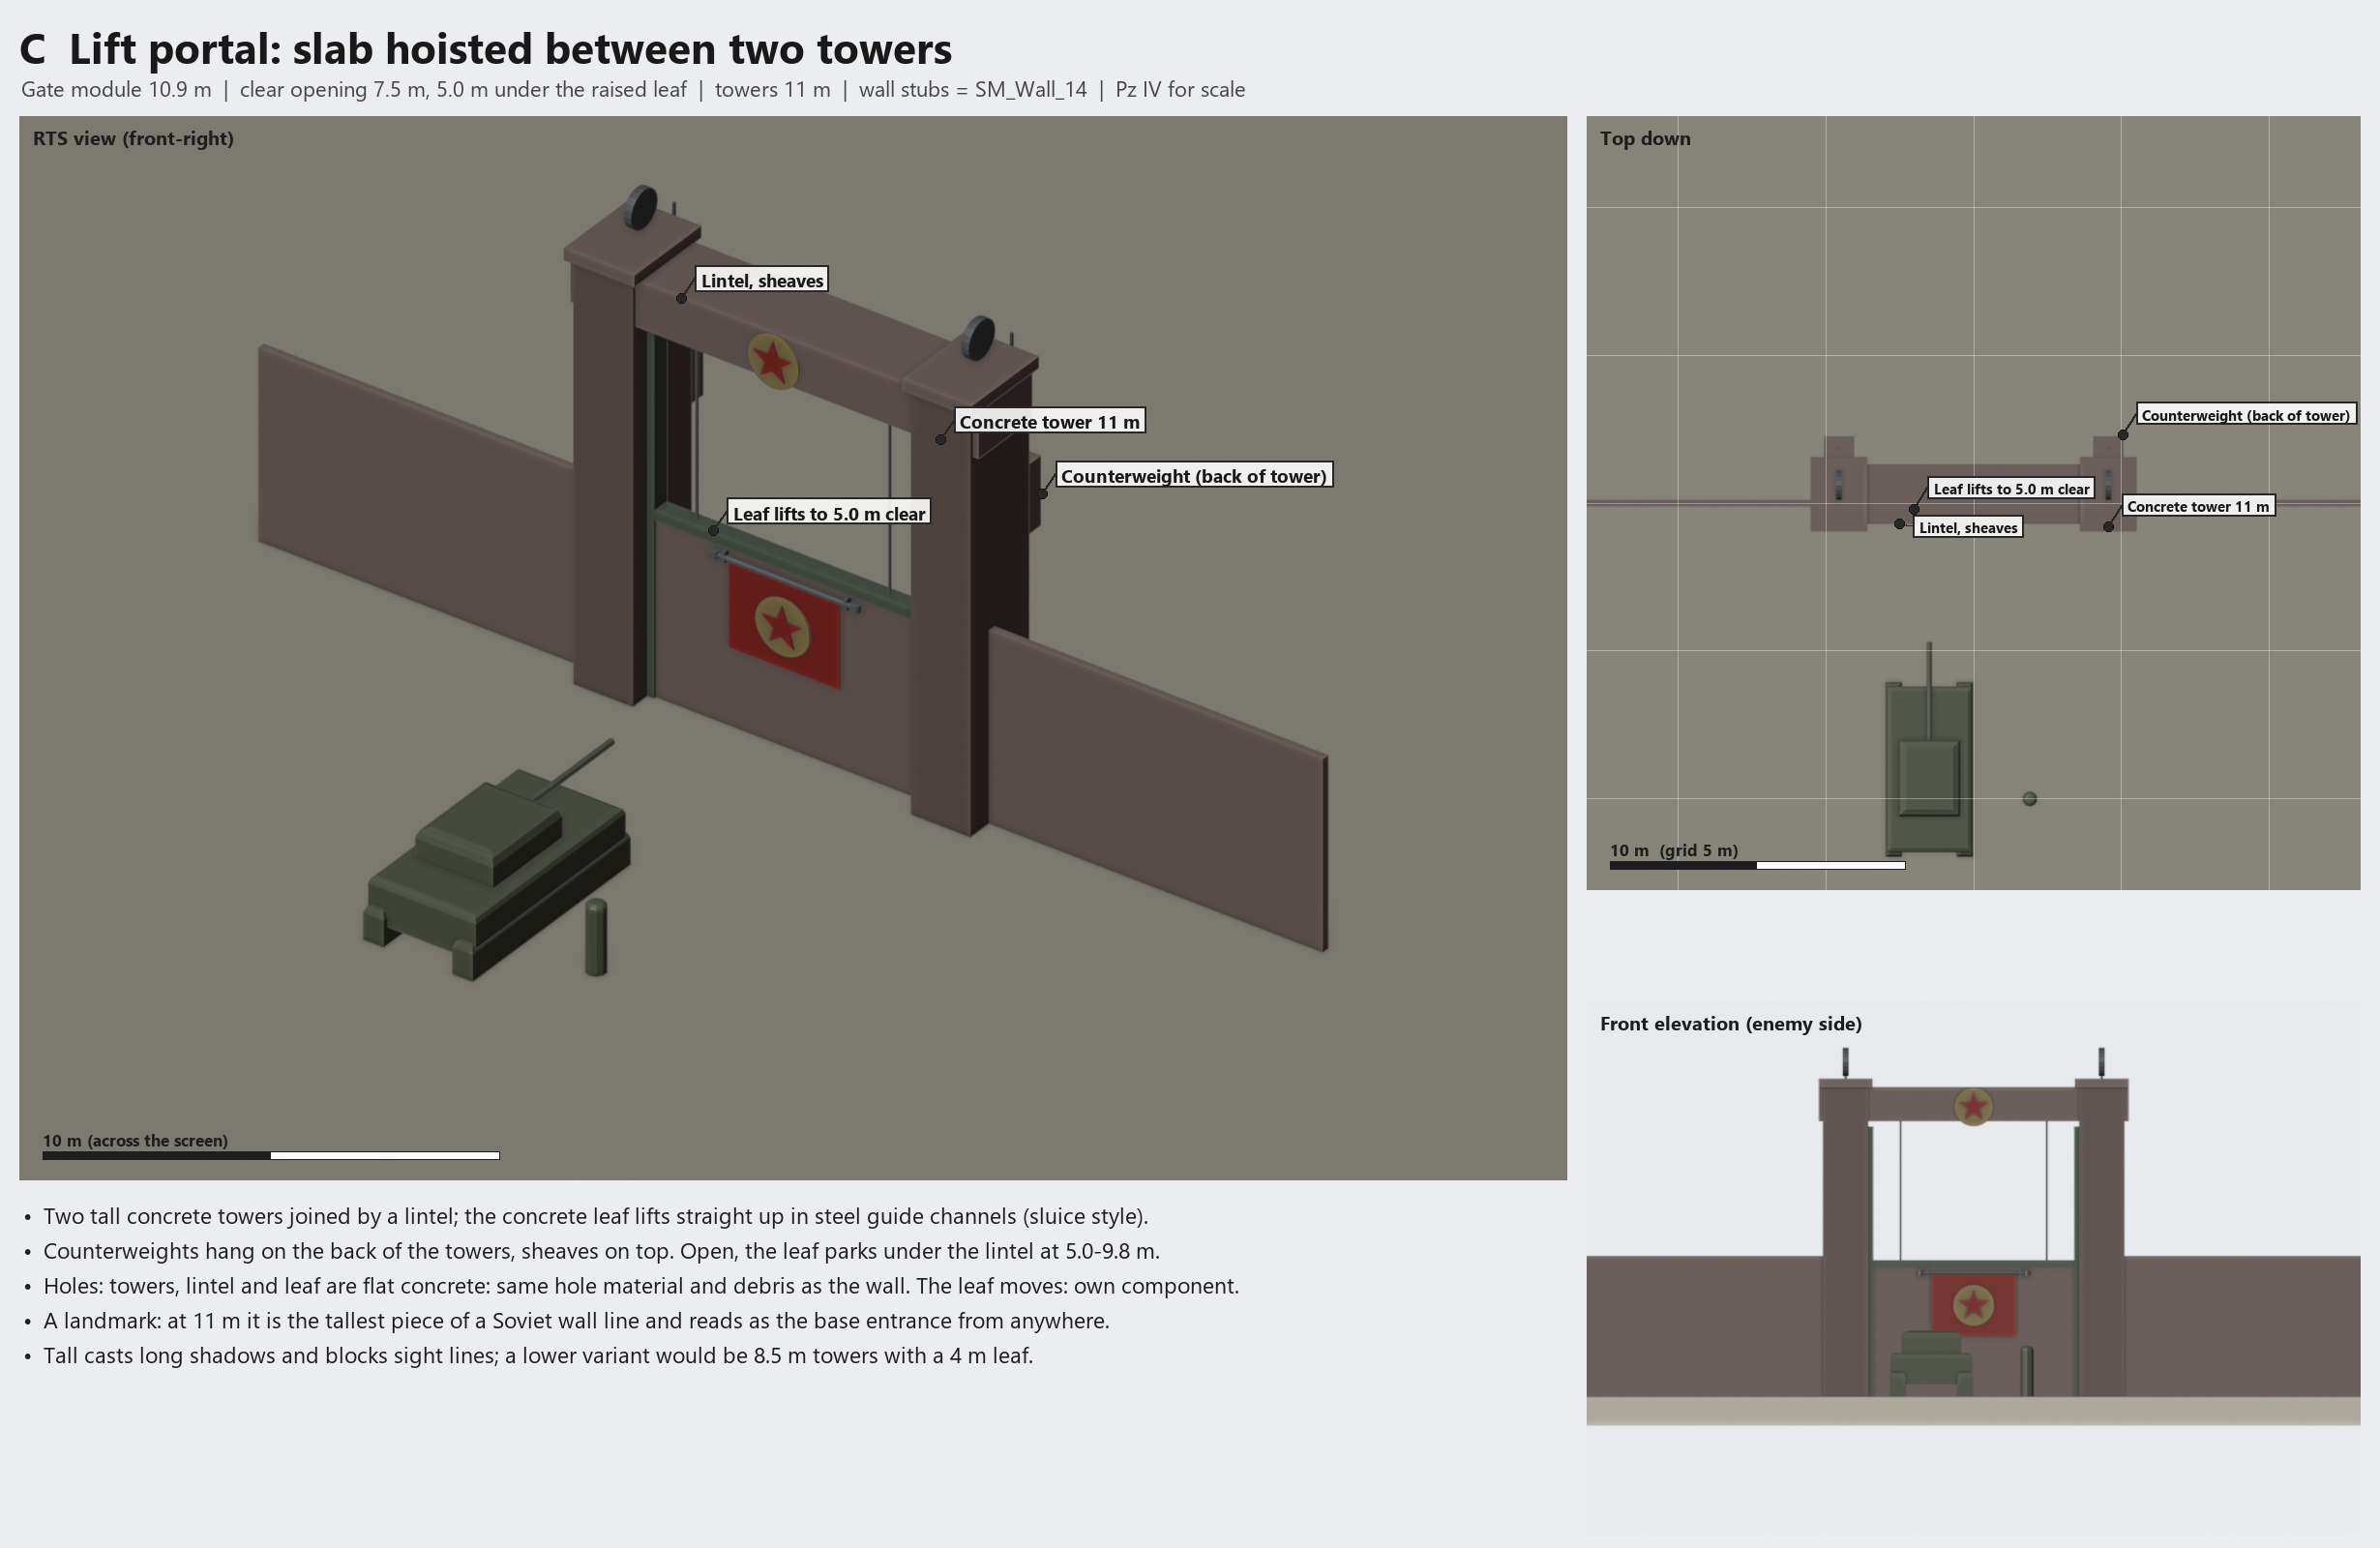 C Lift portal: slab hoisted between two towers
Gate module 10.9 m | clear opening 7.5 m, 5.0 m under the raised leaf | towers 11 m | wall stubs = SM_Wall_14 | Pz IV for scale
RTS view (front-right)
Lintel, sheaves
Concrete tower 11 m
Counterweight (back of tower)
Leaf lifts to 5.0 m clear
10 m (across the screen)
Top down
Counterweight (back of tower)
Leaf lifts to 5.0 m clear
Concrete tower 11 m
Lintel, sheaves
10 m (grid 5 m)
Front elevation (enemy side)
• Two tall concrete towers joined by a lintel; the concrete leaf lifts straight up in steel guide channels (sluice style).
• Counterweights hang on the back of the towers, sheaves on top. Open, the leaf parks under the lintel at 5.0-9.8 m.
• Holes: towers, lintel and leaf are flat concrete: same hole material and debris as the wall. The leaf moves: own component.
• A landmark: at 11 m it is the tallest piece of a Soviet wall line and reads as the base entrance from anywhere.
• Tall casts long shadows and blocks sight lines; a lower variant would be 8.5 m towers with a 4 m leaf.